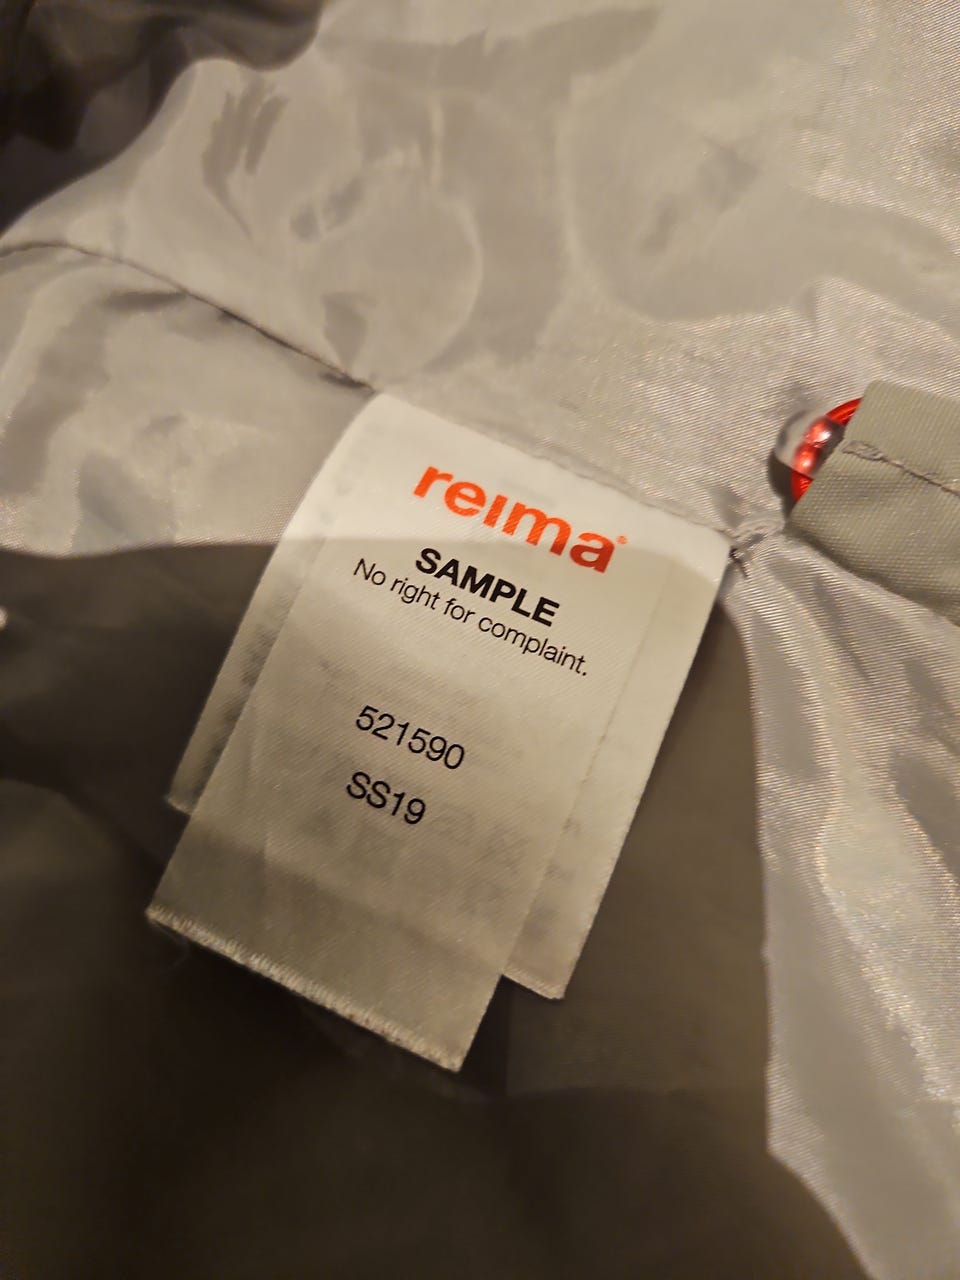 reima®
SAMPLE
No right for complaint.
521590
SS19